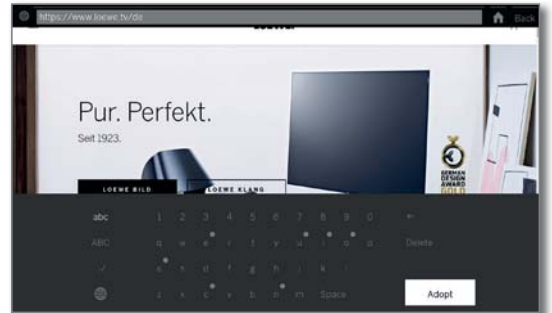 https://www.loewe.tv/de
Back
Pur. Perfekt.
Seit 1923.
LOEWE BILD
LOEWE KLANG
GERMAN
DESIGN
AWARD
GOLD
abc 1 2 3 4 5 6 7 8 9 0
ABC q w e r t y u i o p Delete
a s d f g h j k l
z x c v b n m Space
Adopt